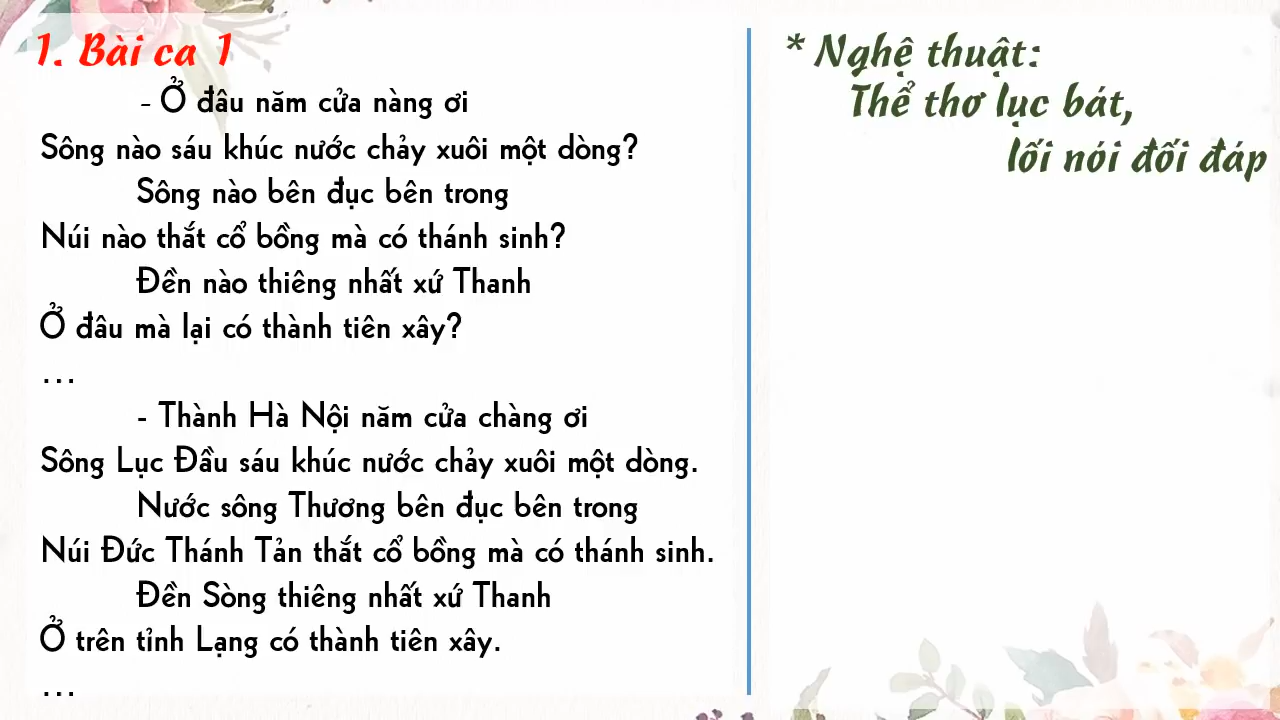 1. Bài ca 1
- Ở đâu năm cửa nàng ơi
Sông nào sáu khúc nước chảy xuôi một dòng?
Sông nào bên đục bên trong
Núi nào thắt cổ bồng mà có thánh sinh?
Đền nào thiêng nhất xứ Thanh
Ở đâu mà lại có thành tiên xây?
...
- Thành Hà Nội năm cửa chàng ơi
Sông Lục Đầu sáu khúc nước chảy xuôi một dòng.
Nước sông Thương bên đục bên trong
Núi Đức Thánh Tản thắt cổ bồng mà có thánh sinh.
Đền Sòng thiêng nhất xứ Thanh
Ở trên tỉnh Lạng có thành tiên xây.
...
* Nghệ thuật:
Thể thơ lục bát,
lối nói đối đáp